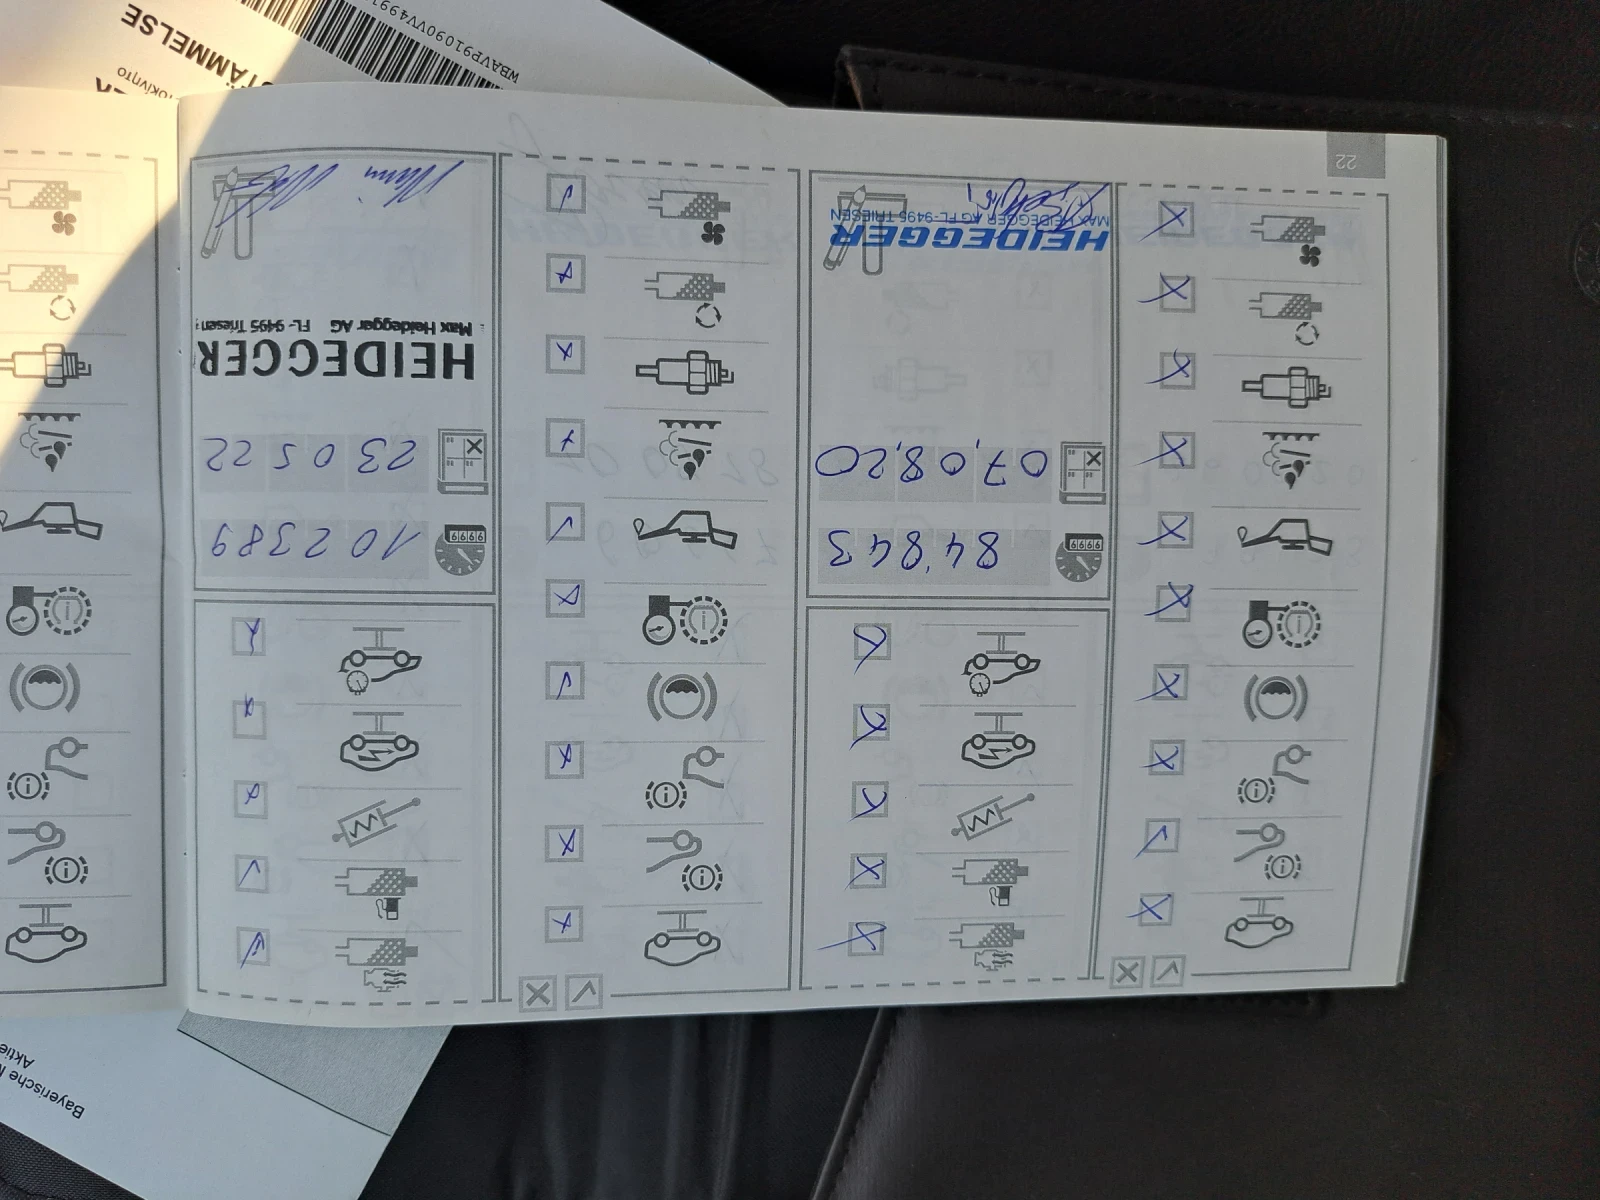 Bayerische
Aktie
84'843
07,08,20
HEIDEGGER
MAX HEIDEGGER AG FL-9495 TRIESEN
22
102389
23 05 22
HEIDEGGER
Max Heidegger AG FL-9495 Triesen
STÄMMELSE
WBAVP91090VV4991